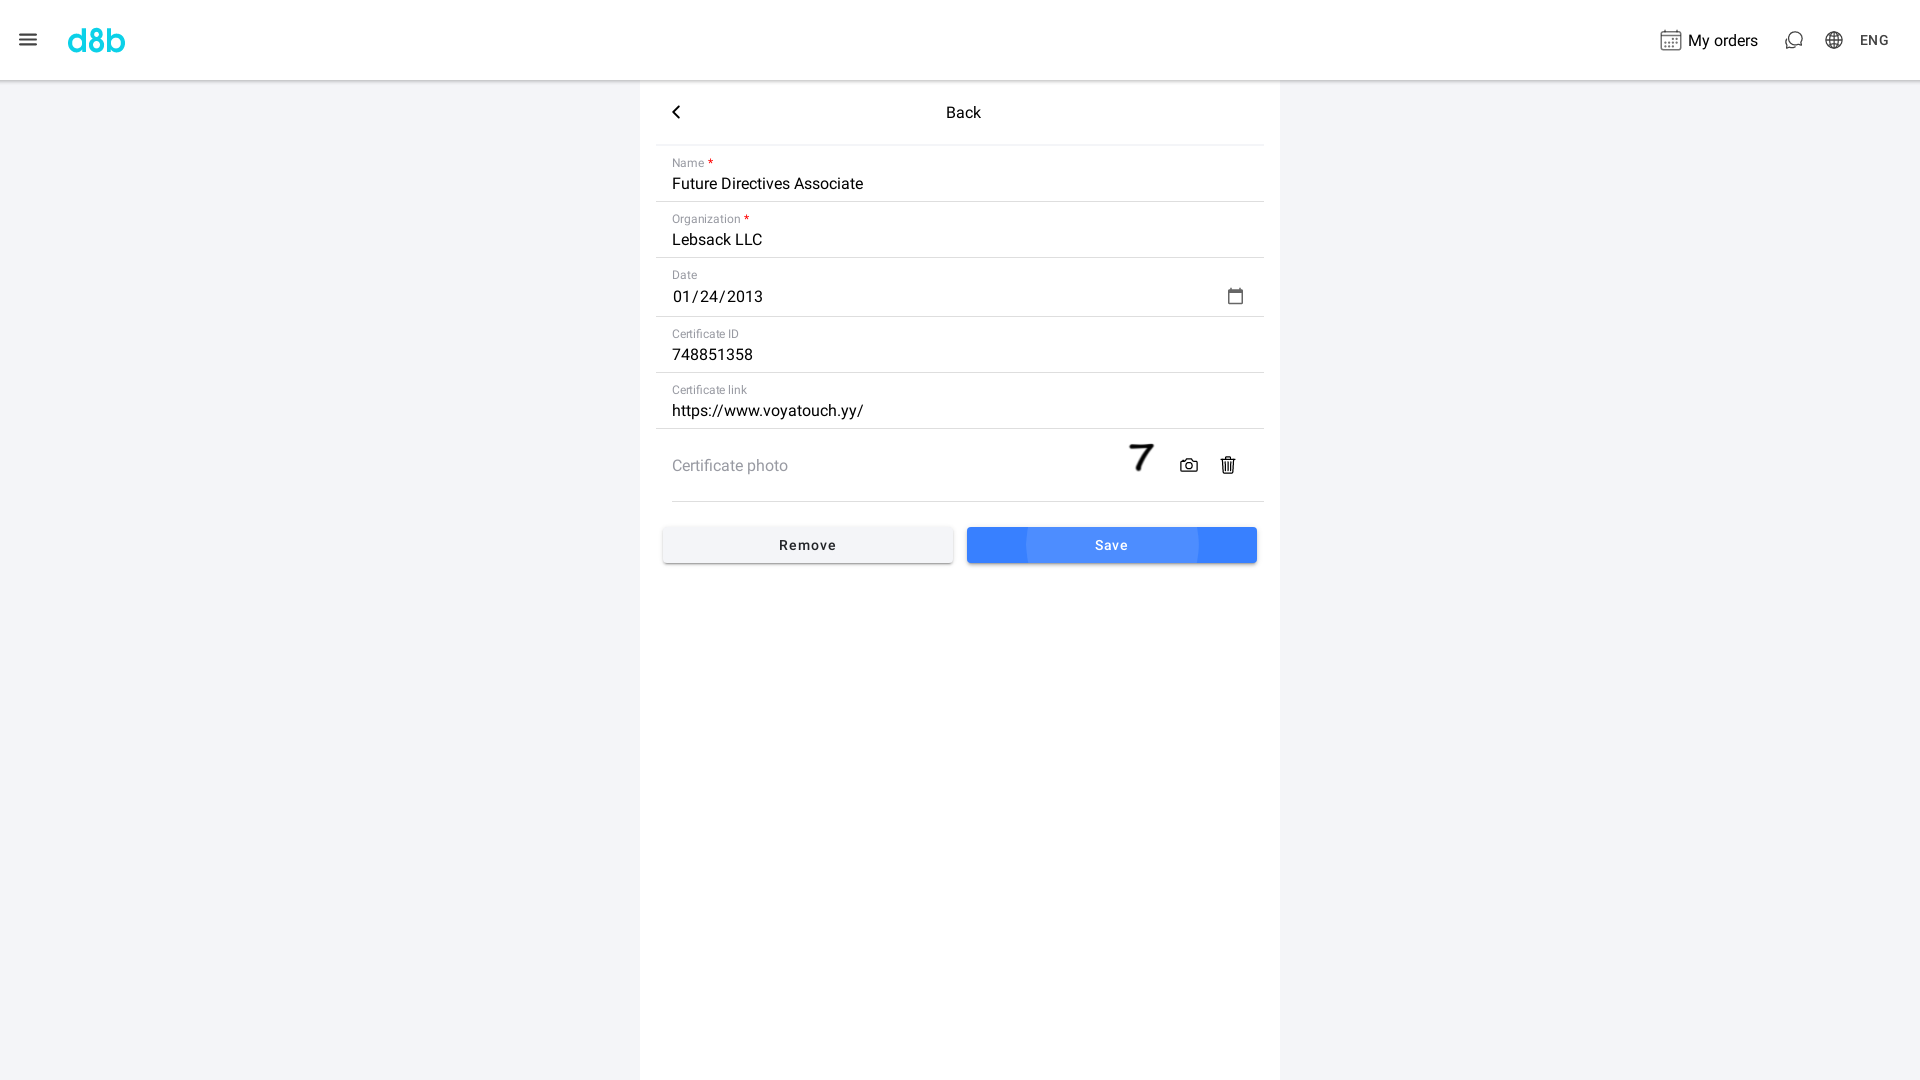 d8b
My orders
ENG
Back
Name *
Future Directives Associate
Organization *
Lebsack LLC
Date
01/24/2013
Certificate ID
748851358
Certificate link
https://www.voyatouch.yy/
Certificate photo
7
Remove
Save